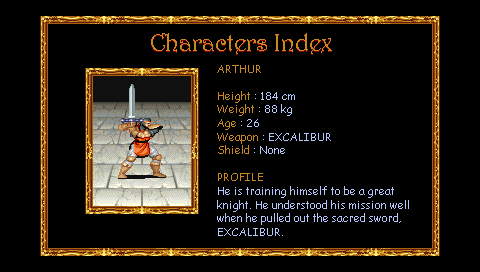 Characters Index
ARTHUR
Height : 184 cm
Weight : 88 kg
Age : 26
Weapon : EXCALIBUR
Shield : None
PROFILE
He is training himself to be a great
knight. He understood his mission well
when he pulled out the sacred sword,
EXCALIBUR.